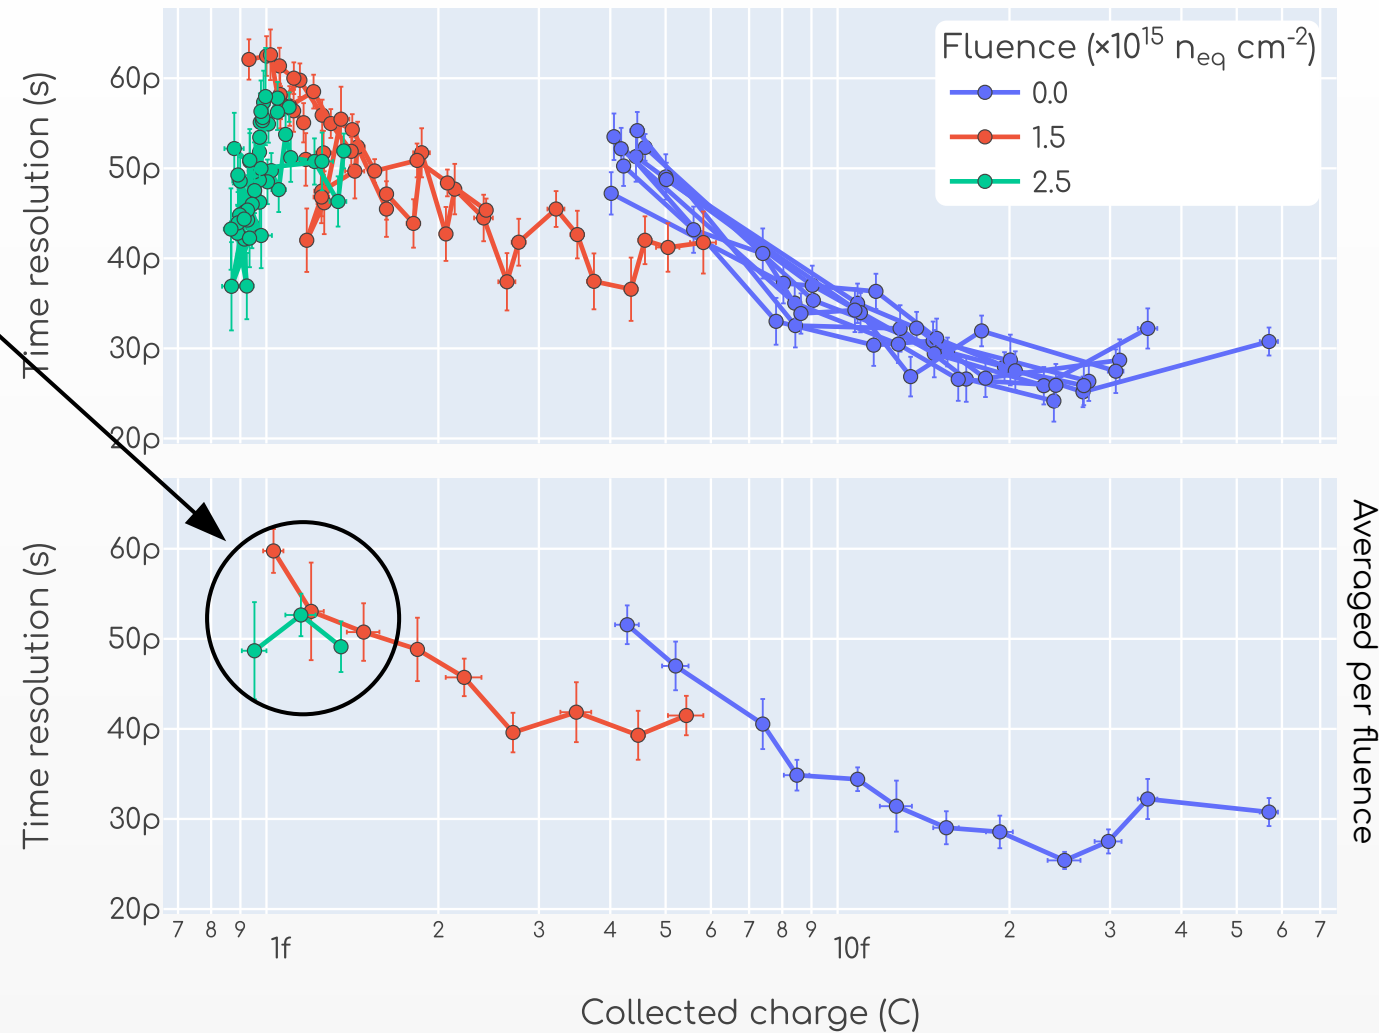 Fluence (×10¹⁵ n_eq cm⁻²)
0.0
1.5
2.5
Time resolution (s)
60p
50p
40p
30p
20p
Time resolution (s)
60p
50p
40p
30p
20p
Averaged per fluence
7 8 9 2 3 4 5 6 7 8 9 2 3 4 5 6 7
1f 10f
Collected charge (C)